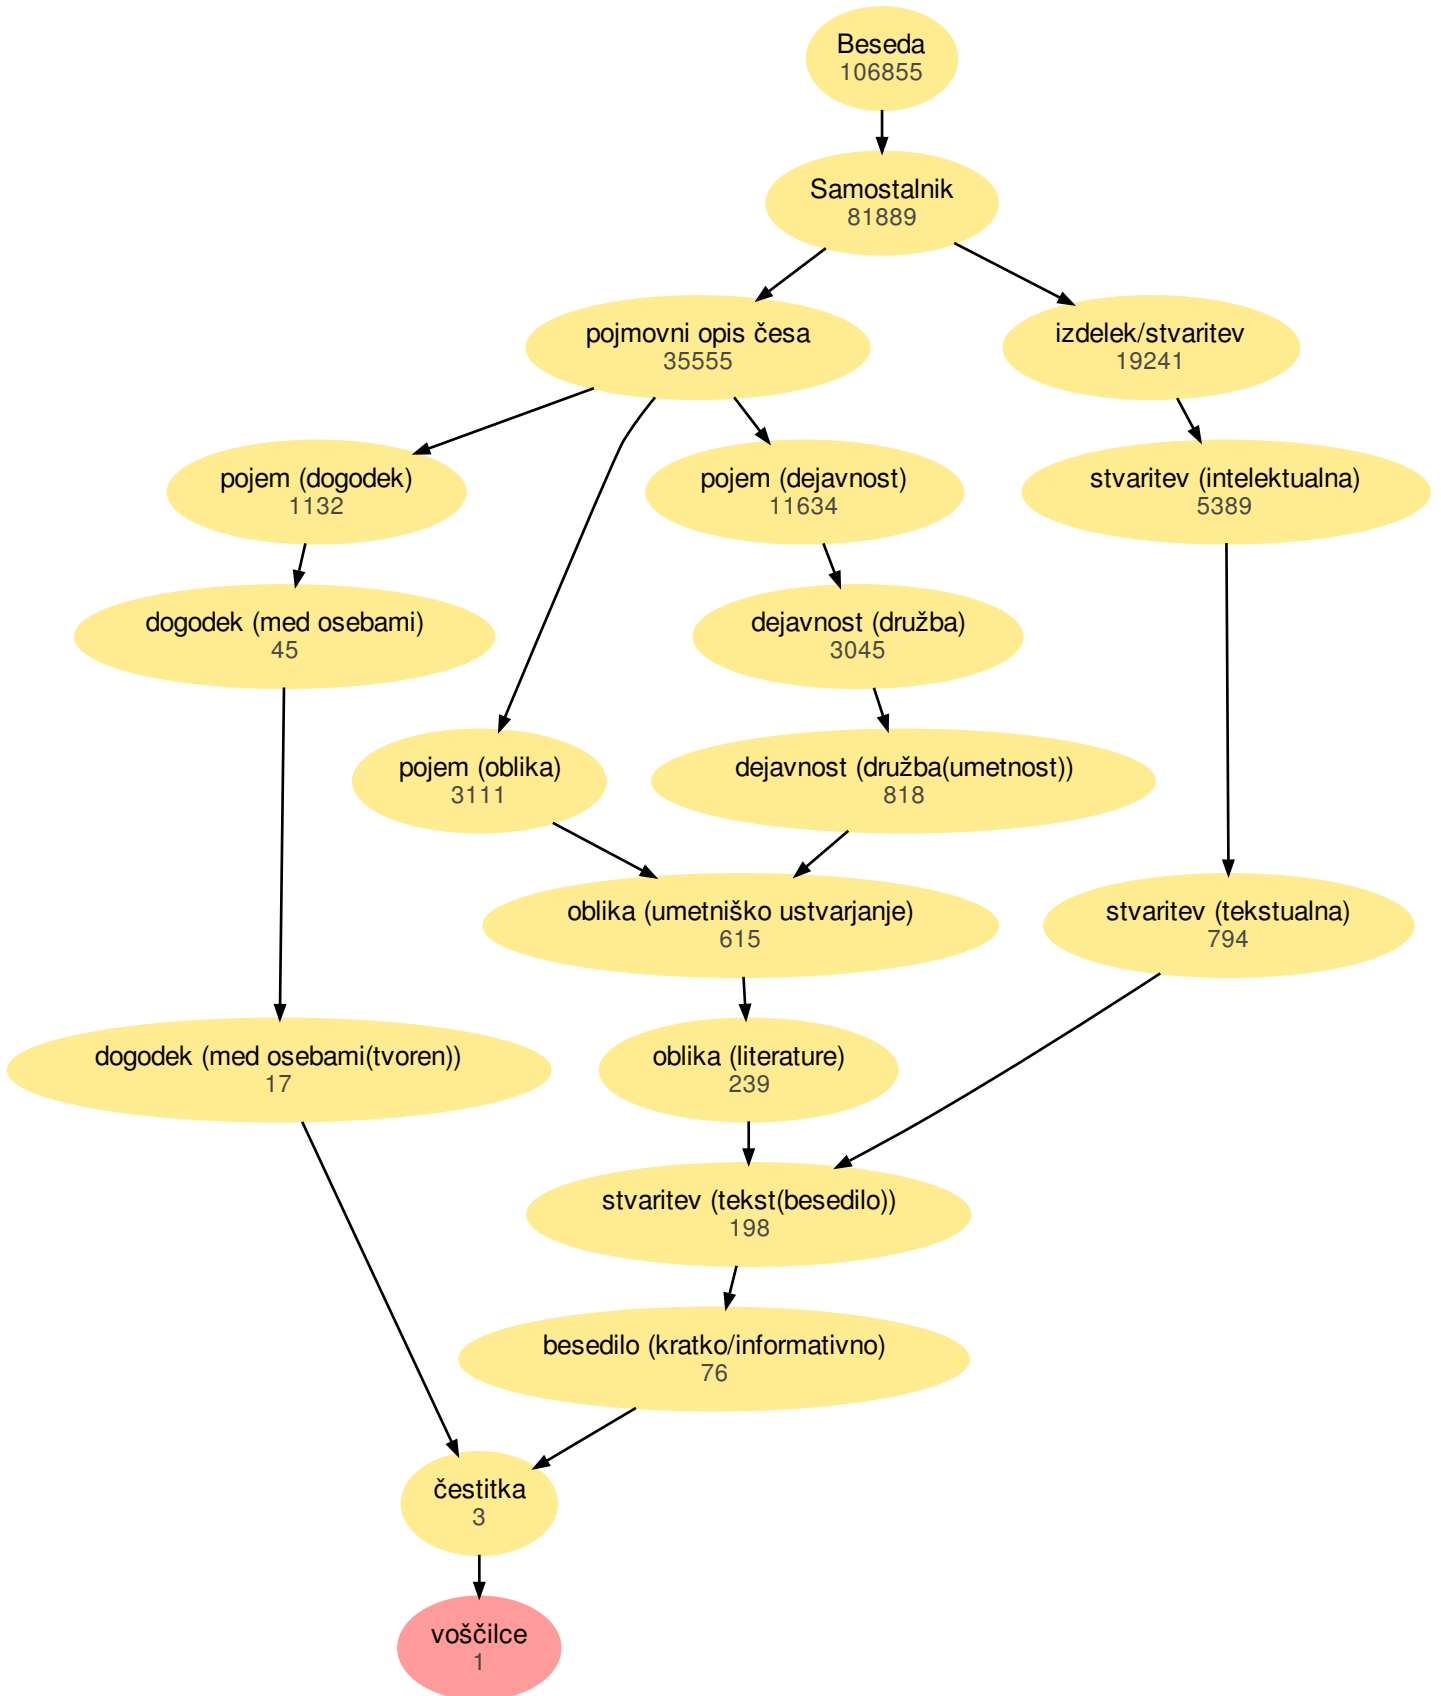 Beseda
106855
Samostalnik
81889
pojmovni opis česa
35555
izdelek/stvaritev
19241
pojem (dogodek)
1132
pojem (dejavnost)
11634
stvaritev (intelektualna)
5389
dogodek (med osebami)
45
dejavnost (družba)
3045
pojem (oblika)
3111
dejavnost (družba(umetnost))
818
oblika (umetniško ustvarjanje)
615
stvaritev (tekstualna)
794
dogodek (med osebami(tvoren))
17
oblika (literature)
239
stvaritev (tekst(besedilo))
198
besedilo (kratko/informativno)
76
čestitka
3
voščilce
1